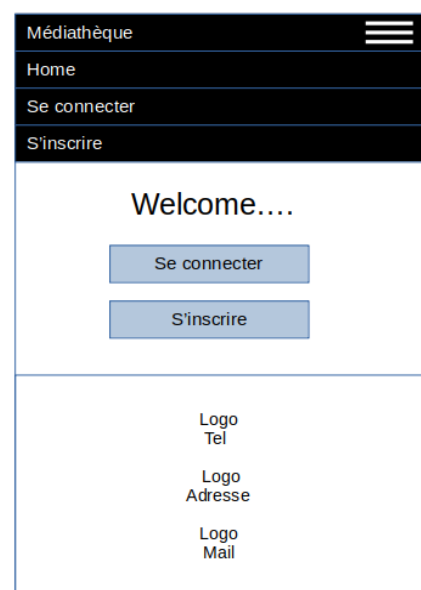 Médiathèque
Home
Se connecter
S'inscrire
Welcome....
Se connecter
S'inscrire
Logo
Tel
Logo
Adresse
Logo
Mail